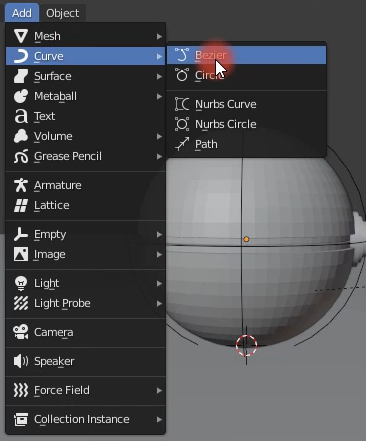 Add Object
Mesh
Curve
Surface
Metaball
Text
Volume
Grease Pencil
Armature
Lattice
Empty
Image
Light
Light Probe
Camera
Speaker
Force Field
Collection Instance
Bezier
Circle
Nurbs Curve
Nurbs Circle
Path